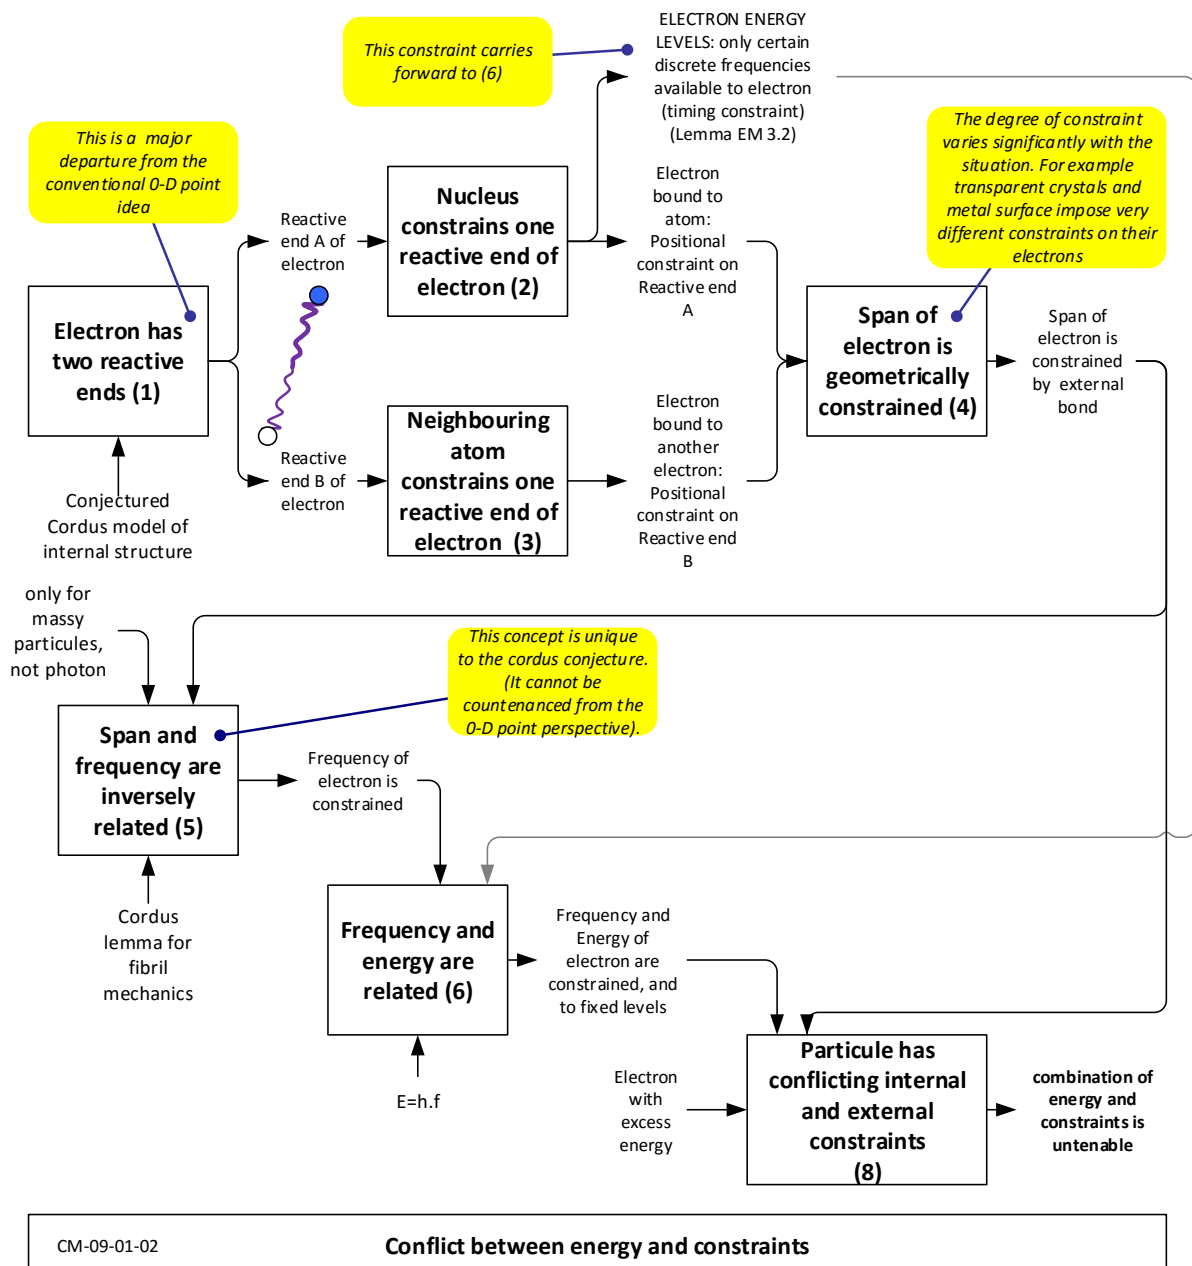 This constraint carries
forward to (6)
ELECTRON ENERGY
LEVELS: only certain
discrete frequencies
available to electron
(timing constraint)
(Lemma EM 3.2)
This is a  major
departure from the
conventional 0-D point
idea
The degree of constraint
varies significantly with the
situation. For example
transparent crystals and
metal surface impose very
different constraints on their
electrons
Reactive
end A of
electron
Nucleus
constrains one
reactive end of
electron (2)
Electron
bound to
atom:
Positional
constraint on
Reactive end
A
Electron has
two reactive
ends (1)
Span of
electron is
geometrically
constrained (4)
Span of
electron is
constrained
by external
bond
Conjectured
Cordus model of
internal structure
Reactive
end B of
electron
Neighbouring
atom
constrains one
reactive end of
electron  (3)
Electron
bound to
another
electron:
Positional
constraint on
Reactive end
B
only for
massy
particules,
not photon
This concept is unique
to the cordus conjecture.
(It cannot be
countenanced from the
0-D point perspective).
Span and
frequency are
inversely
related (5)
Frequency of
electron is
constrained
Cordus
lemma for
fibril
mechanics
Frequency and
energy are
related (6)
Frequency and
Energy of
electron are
constrained, and
to fixed levels
E=h.f
Electron
with
excess
energy
Particule has
conflicting internal
and external
constraints
(8)
combination of
energy and
constraints is
untenable
CM-09-01-02
Conflict between energy and constraints